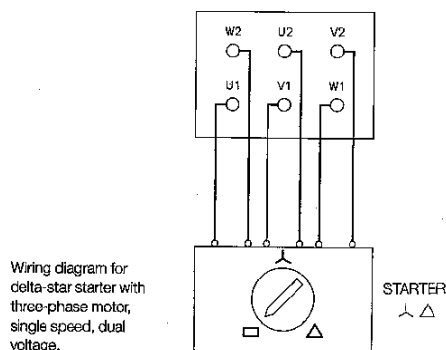 W2 U2 V2
U1 V1 W1
Wiring diagram for
delta-star starter with
three-phase motor,
single speed, dual
voltage.
STARTER